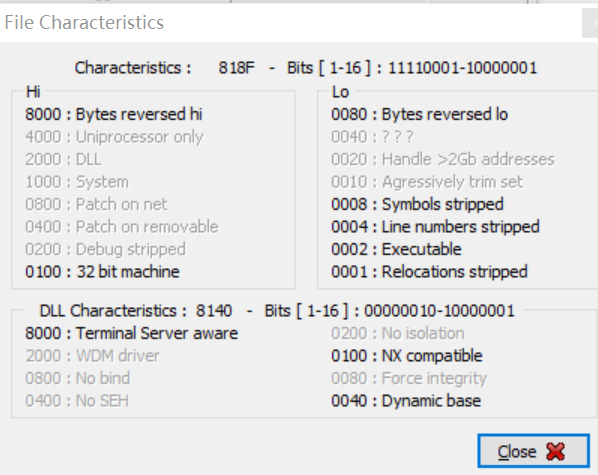 File Characteristics
Characteristics : 818F - Bits [ 1-16 ] : 11110001-10000001
Hi
8000 : Bytes reversed hi
4000 : Uniprocessor only
2000 : DLL
1000 : System
0800 : Patch on net
0400 : Patch on removable
0200 : Debug stripped
0100 : 32 bit machine
Lo
0080 : Bytes reversed lo
0040 : ? ? ?
0020 : Handle >2Gb addresses
0010 : Agressively trim set
0008 : Symbols stripped
0004 : Line numbers stripped
0002 : Executable
0001 : Relocations stripped
DLL Characteristics : 8140 - Bits [ 1-16 ] : 00000010-10000001
8000 : Terminal Server aware
2000 : WDM driver
0800 : No bind
0400 : No SEH
0200 : No isolation
0100 : NX compatible
0080 : Force integrity
0040 : Dynamic base
Close